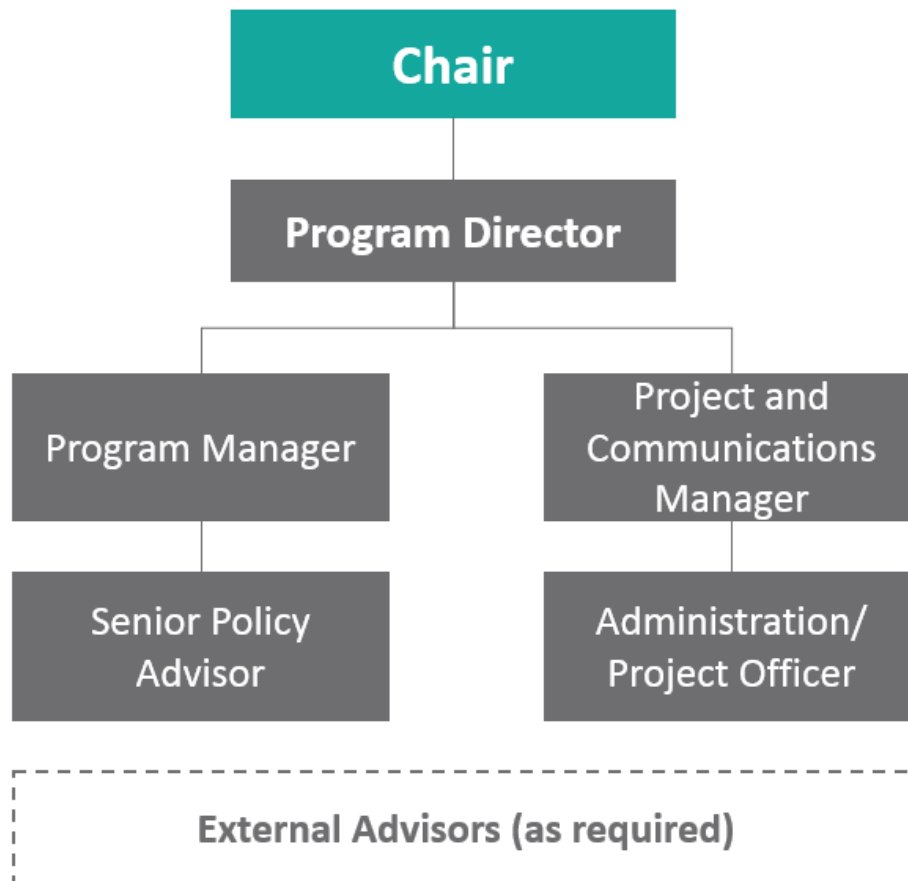 Chair
Program Director
Program Manager
Project and
Communications
Manager
Senior Policy
Advisor
Administration/
Project Officer
External Advisors (as required)